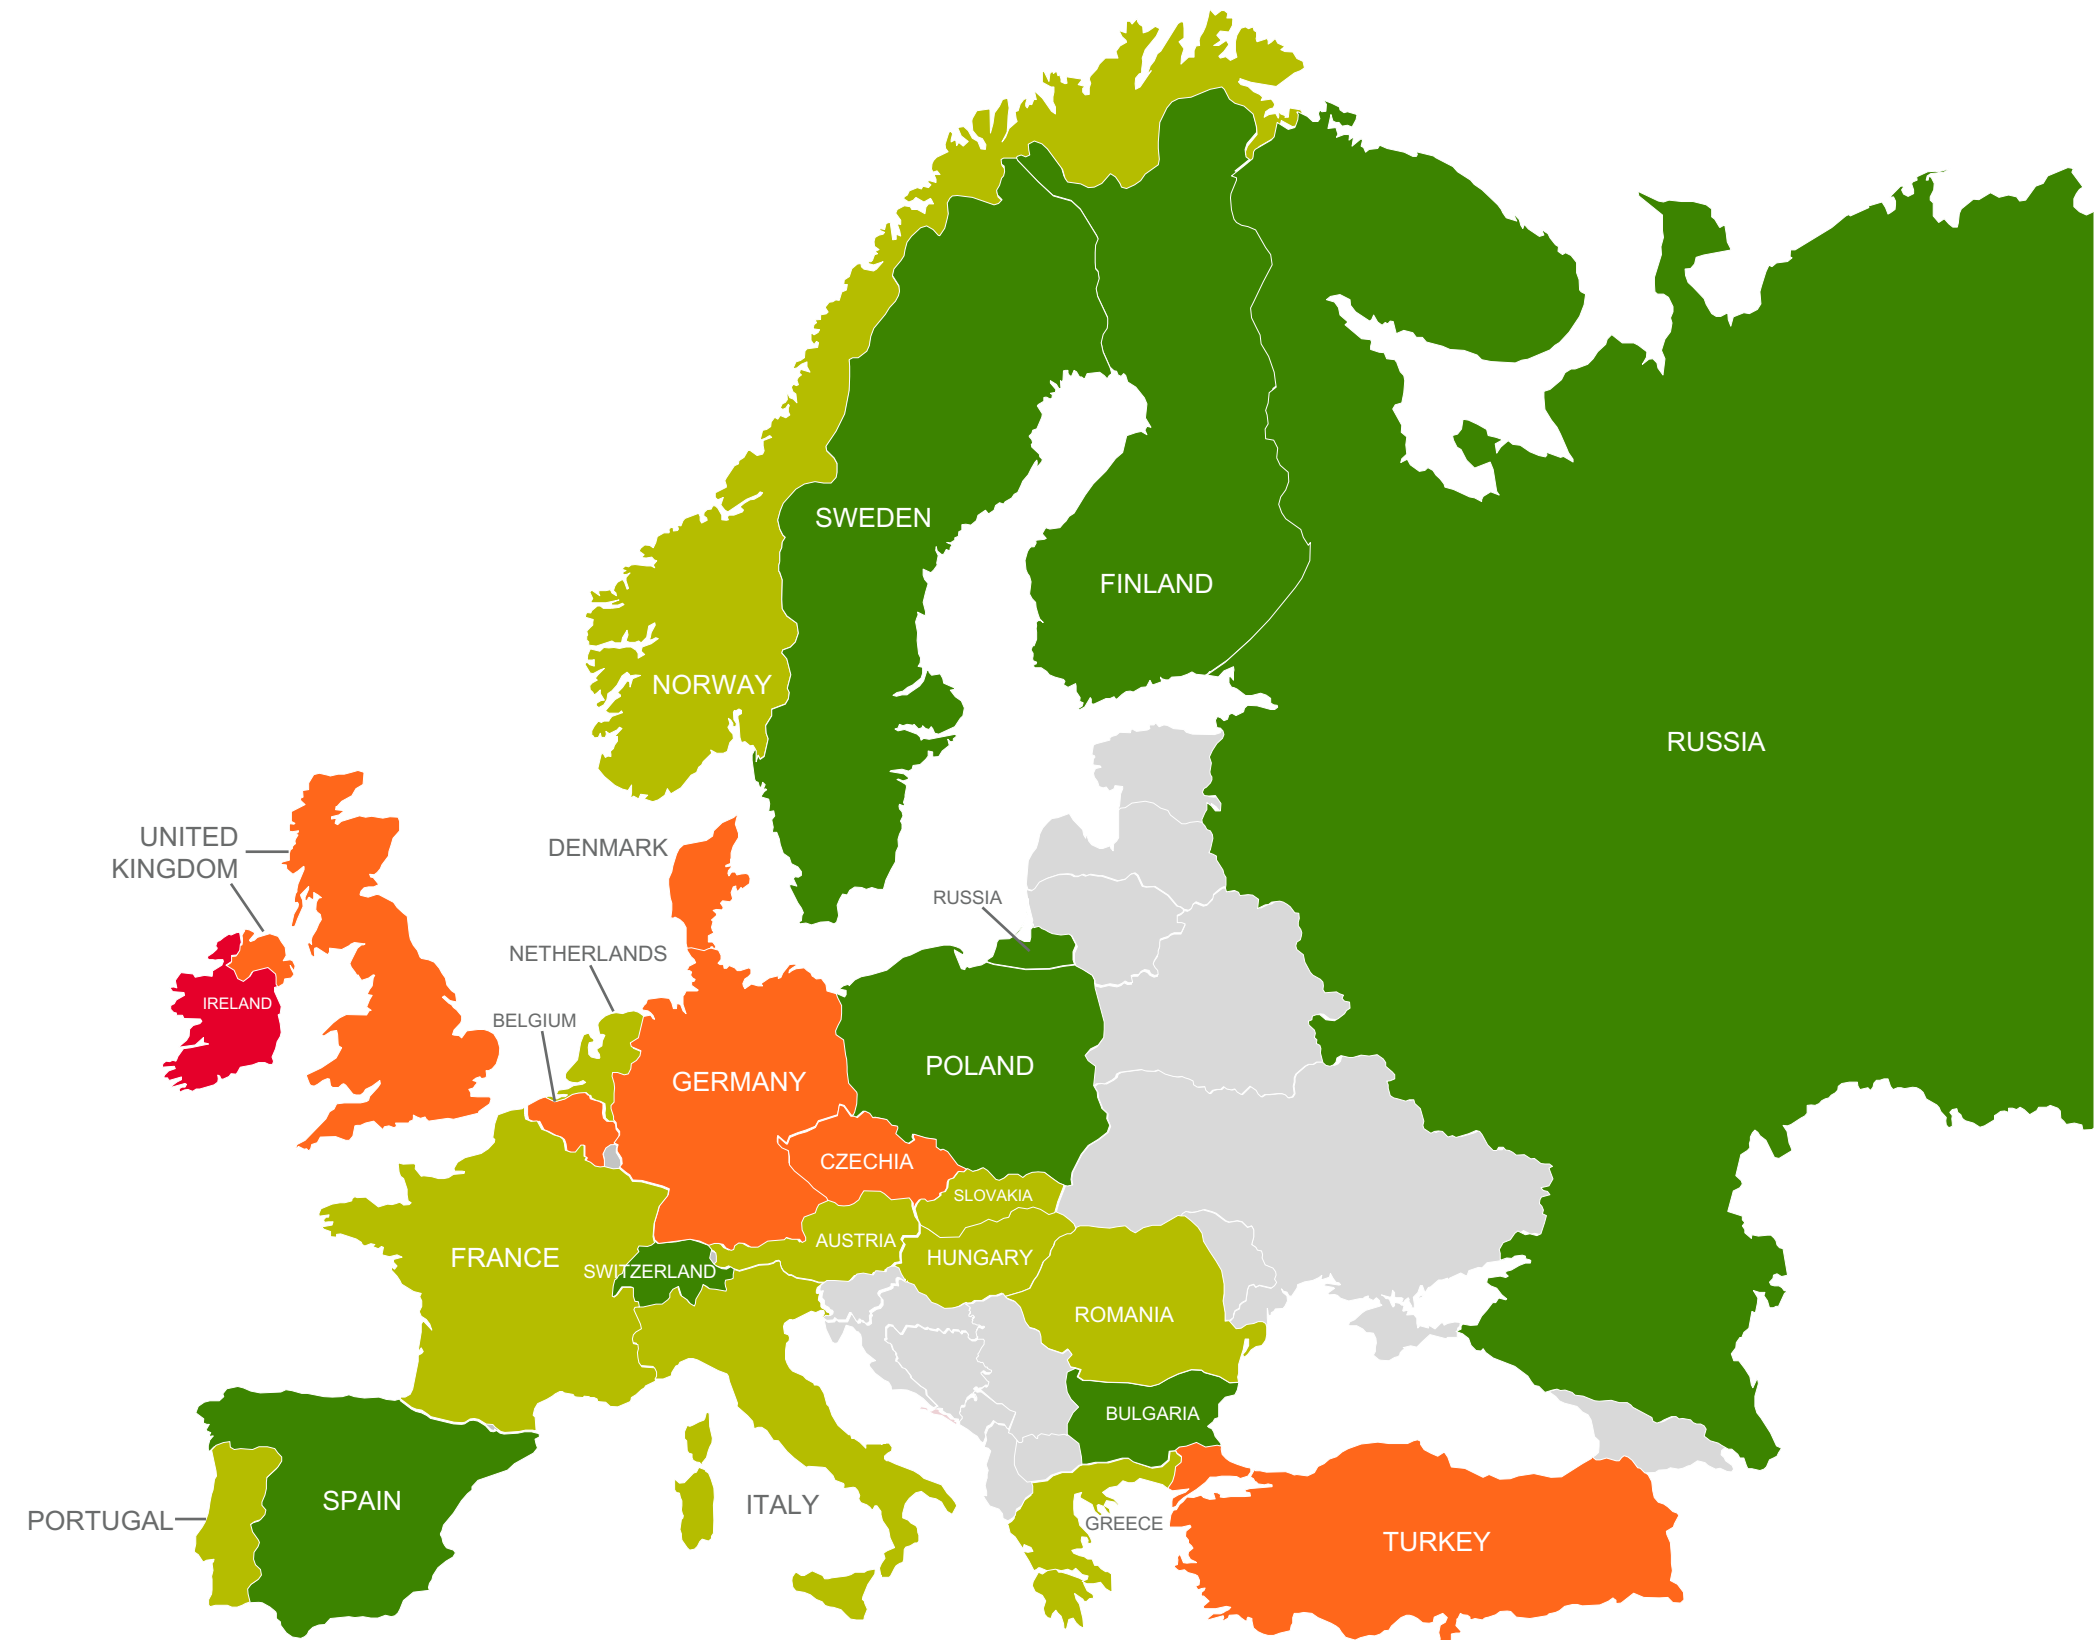 SWEDEN
FINLAND
NORWAY
RUSSIA
UNITED
KINGDOM
DENMARK
RUSSIA
NETHERLANDS
IRELAND
BELGIUM
POLAND
GERMANY
CZECHIA
SLOVAKIA
AUSTRIA
FRANCE
HUNGARY
SWITZERLAND
ROMANIA
BULGARIA
SPAIN
ITALY
PORTUGAL
GREECE
TURKEY